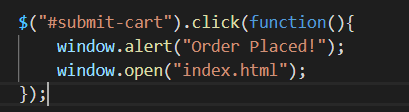 $("#submit-cart").click(function(){
    window.alert("Order Placed!");
    window.open("index.html");
});